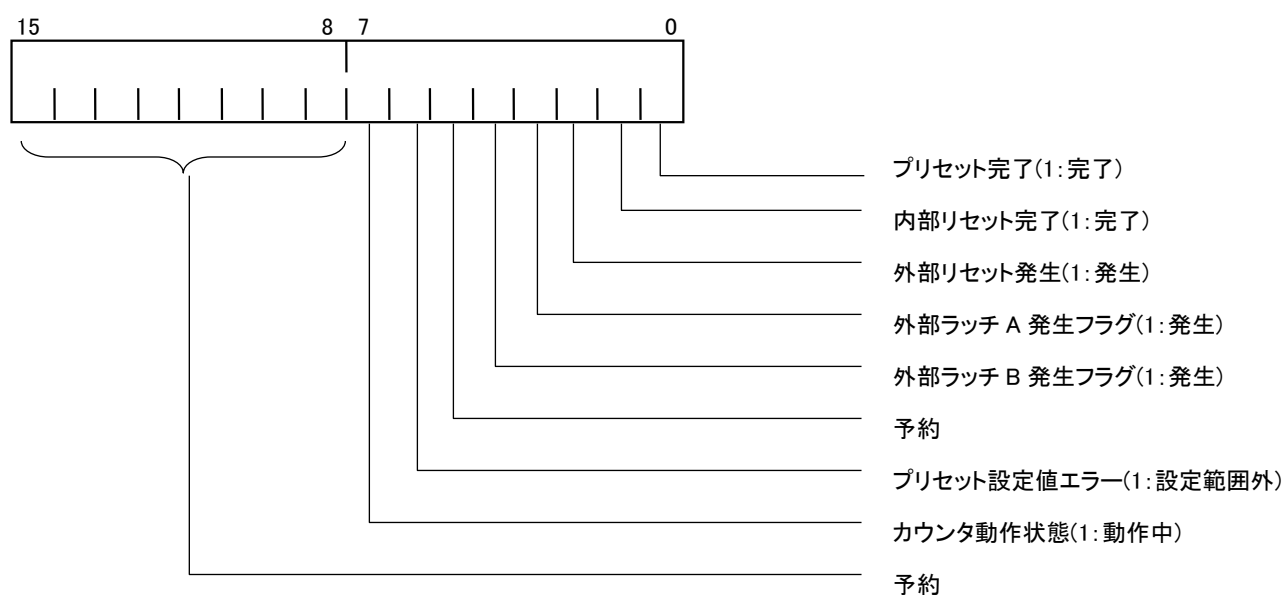 15 8 7 0
プリセット完了(1:完了)
内部リセット完了(1:完了)
外部リセット発生(1:発生)
外部ラッチ A 発生フラグ(1:発生)
外部ラッチ B 発生フラグ(1:発生)
予約
プリセット設定値エラー(1:設定範囲外)
カウンタ動作状態(1:動作中)
予約